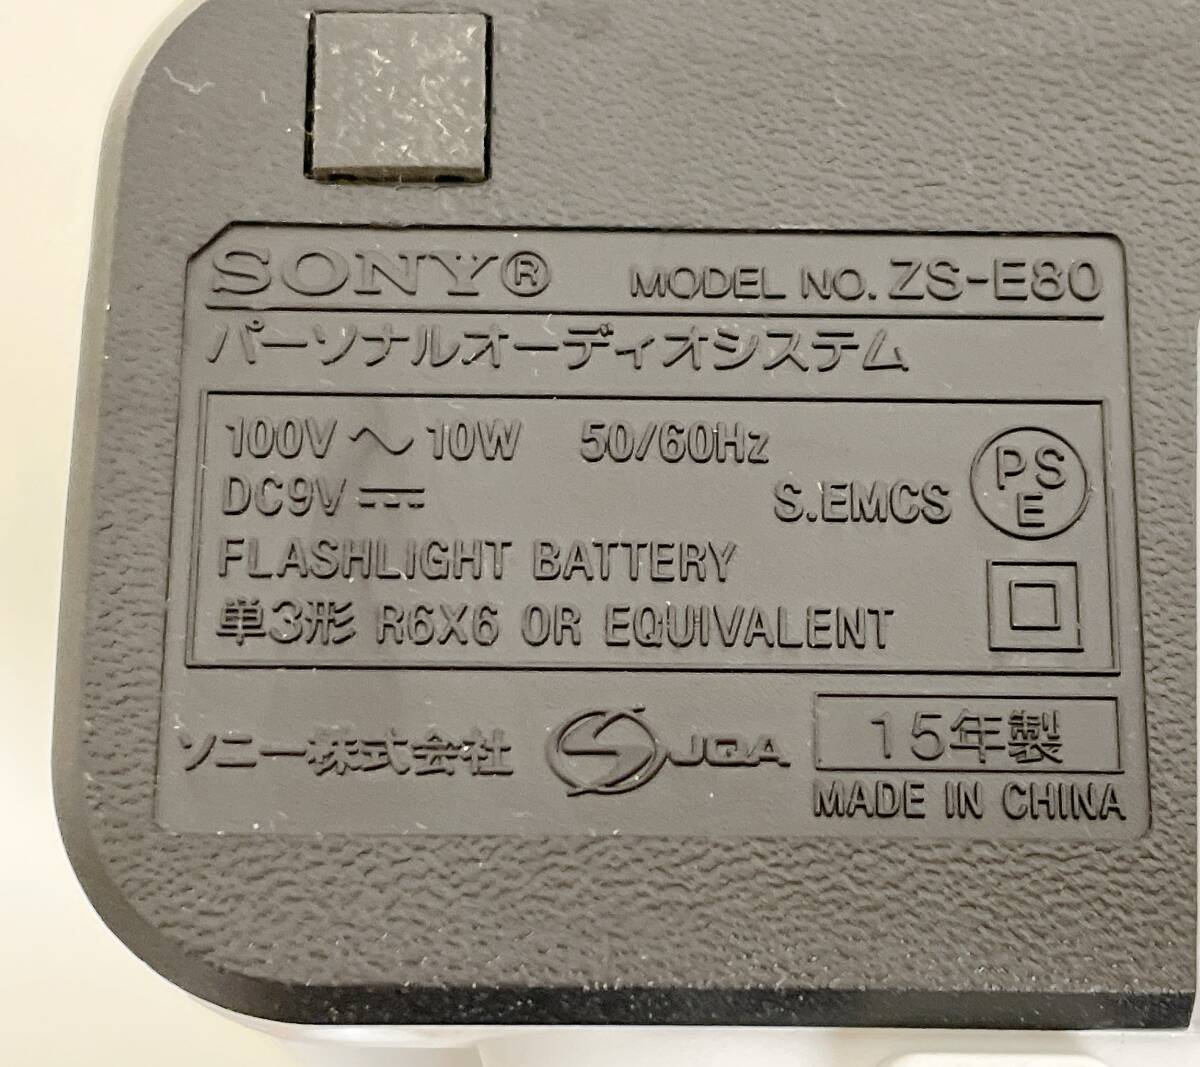 SONY® MODEL NO. ZS-E80
パーソナルオーディオシステム
100V～10W 50/60Hz
DC9V⎓ S.EMCS
PSE
FLASHLIGHT BATTERY
単3形 R6X6 OR EQUIVALENT
ソニー株式会社 JQA 15年製
MADE IN CHINA